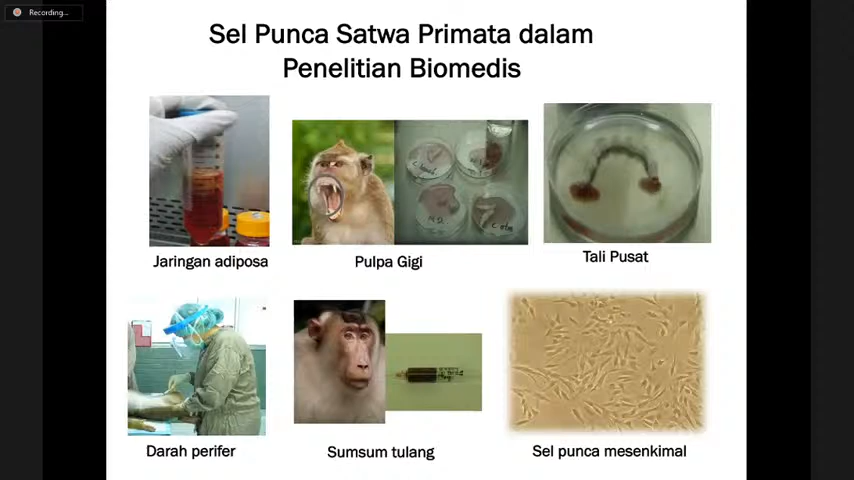 Recording...
Sel Punca Satwa Primata dalam
Penelitian Biomedis
Jaringan adiposa
Pulpa Gigi
Tali Pusat
Darah perifer
Sumsum tulang
Sel punca mesenkimal